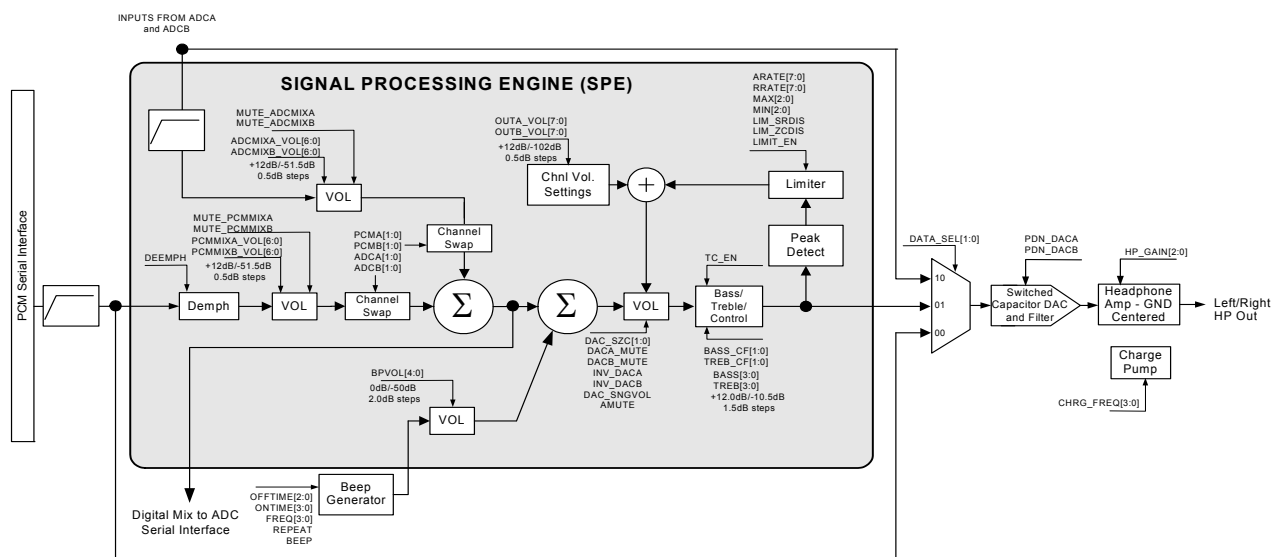 INPUTS FROM ADCA
and ADCB
SIGNAL PROCESSING ENGINE (SPE)
PCM Serial Interface
MUTE_ADCMIXA
MUTE_ADCMIXB
ADCMIXA_VOL[6:0]
ADCMIXB_VOL[6:0]
+12dB/-51.5dB
0.5dB steps
VOL
OUTA_VOL[7:0]
OUTB_VOL[7:0]
+12dB/-102dB
0.5dB steps
Chnl Vol.
Settings
+
ARATE[7:0]
RRATE[7:0]
MAX[2:0]
MIN[2:0]
LIM_SRDIS
LIM_ZCDIS
LIMIT_EN
Limiter
Peak
Detect
MUTE_PCMMIXA
MUTE_PCMMIXB
PCMMIXA_VOL[6:0]
PCMMIXB_VOL[6:0]
+12dB/-51.5dB
0.5dB steps
DEEMPH
Demph
VOL
PCMA[1:0]
PCMB[1:0]
ADCA[1:0]
ADCB[1:0]
Channel
Swap
Channel
Swap
Σ
Σ
VOL
DAC_SZC[1:0]
DACA_MUTE
DACB_MUTE
INV_DACA
INV_DACB
DAC_SNGVOL
AMUTE
TC_EN
Bass/
Treble/
Control
BASS_CF[1:0]
TREB_CF[1:0]
BASS[3:0]
TREB[3:0]
+12.0dB/-10.5dB
1.5dB steps
BPVOL[4:0]
0dB/-50dB
2.0dB steps
VOL
DATA_SEL[1:0]
10
01
00
PDN_DACA
PDN_DACB
Switched
Capacitor DAC
and Filter
HP_GAIN[2:0]
Headphone
Amp - GND
Centered
Left/Right
HP Out
Charge
Pump
CHRG_FREQ[3:0]
Digital Mix to ADC
Serial Interface
OFFTIME[2:0]
ONTIME[3:0]
FREQ[3:0]
REPEAT
BEEP
Beep
Generator